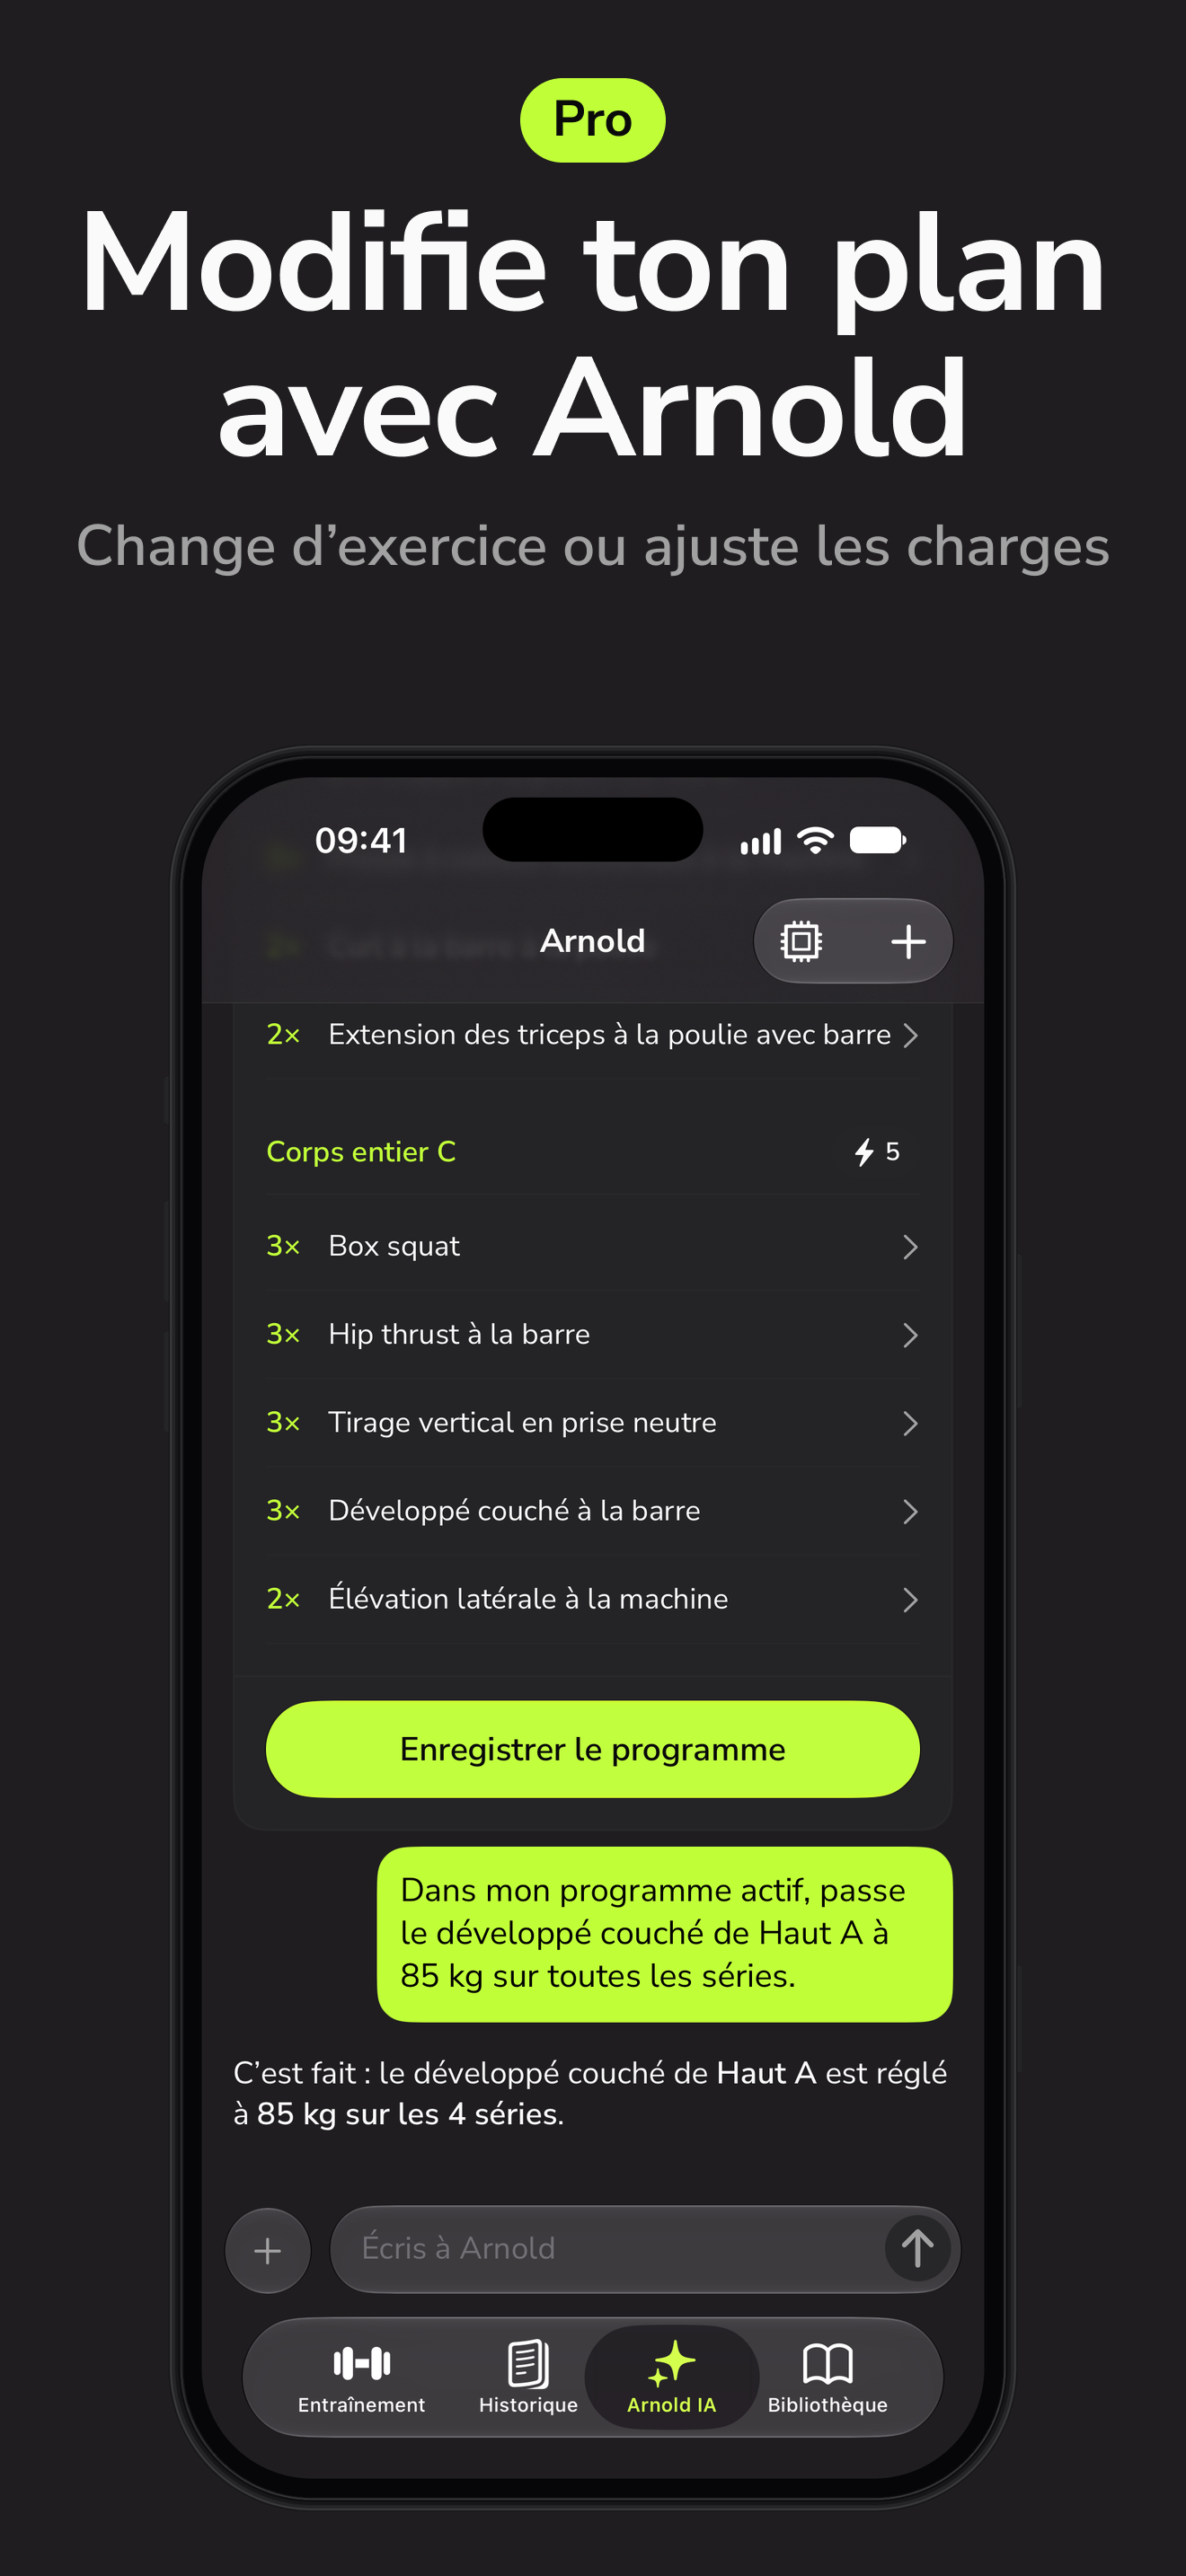 Pro
Modifie ton plan
avec Arnold
Change d’exercice ou ajuste les charges
09:41
Arnold
2× Extension des triceps à la poulie avec barre
Corps entier C
5
3× Box squat
3× Hip thrust à la barre
3× Tirage vertical en prise neutre
3× Développé couché à la barre
2× Élévation latérale à la machine
Enregistrer le programme
Dans mon programme actif, passe
le développé couché de Haut A à
85 kg sur toutes les séries.
C’est fait : le développé couché de Haut A est réglé
à 85 kg sur les 4 séries.
Écris à Arnold
Entraînement
Historique
Arnold IA
Bibliothèque